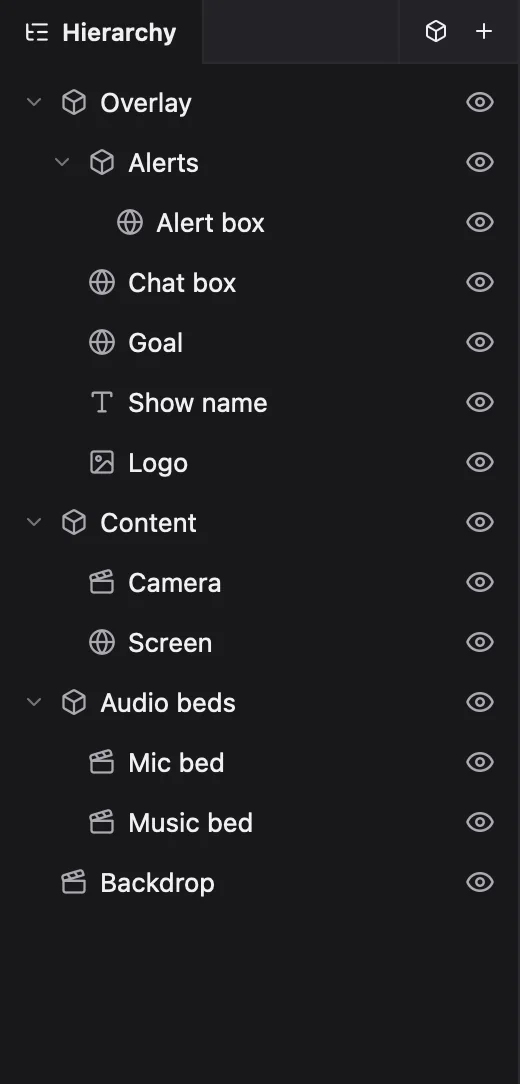 Hierarchy
Overlay
Alerts
Alert box
Chat box
Goal
Show name
Logo
Content
Camera
Screen
Audio beds
Mic bed
Music bed
Backdrop